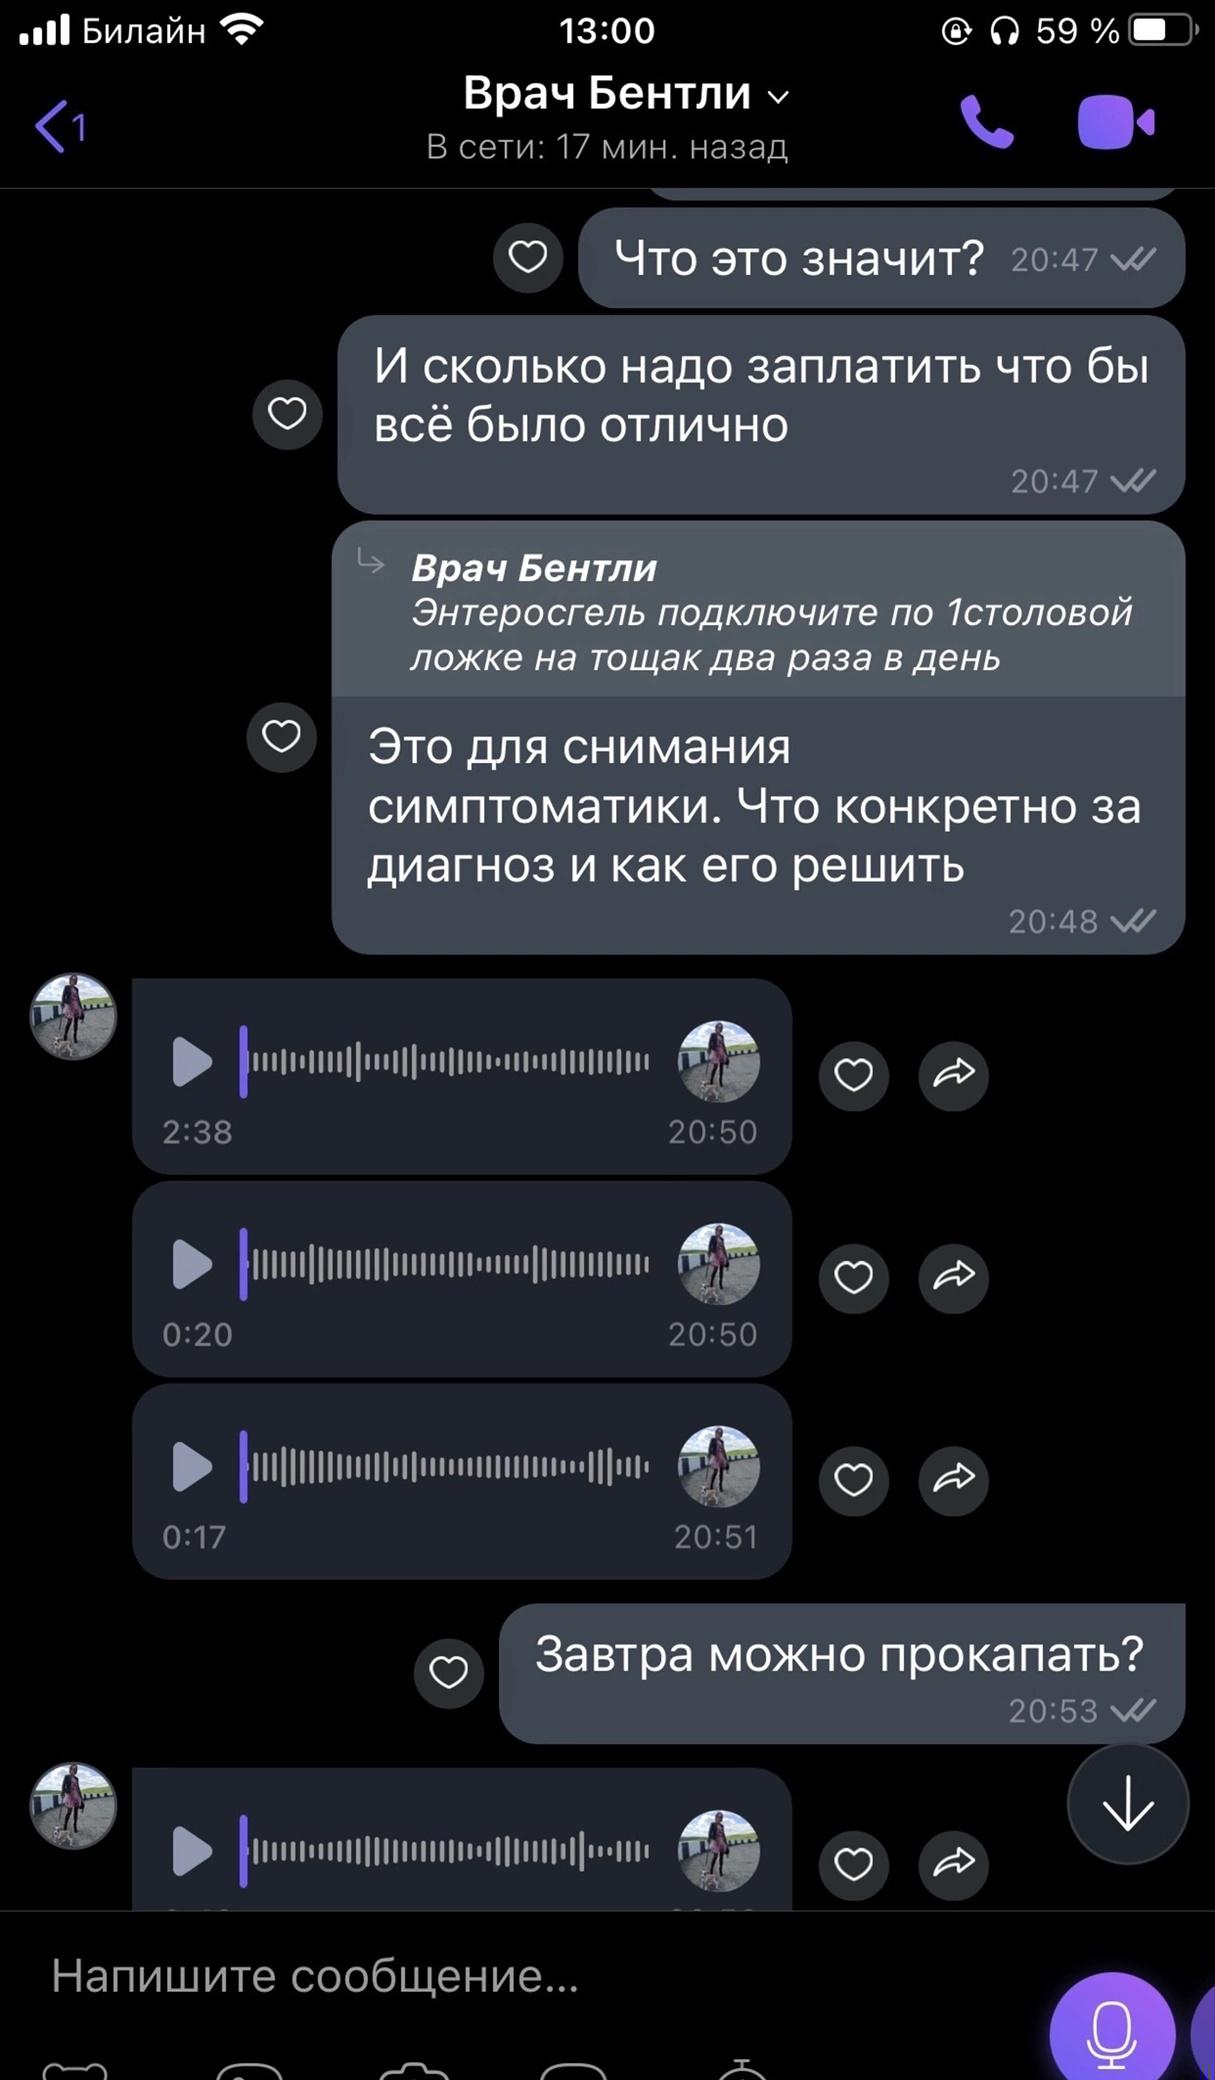 Билайн 13:00 59 %
1 Врач Бентли
В сети: 17 мин. назад
Что это значит? 20:47
И сколько надо заплатить что бы
всё было отлично
20:47
Врач Бентли
Энтеросгель подключите по 1столовой
ложке на тощак два раза в день
Это для снимания
симптоматики. Что конкретно за
диагноз и как его решить
20:48
2:38 20:50
0:20 20:50
0:17 20:51
Завтра можно прокапать?
20:53
Напишите сообщение...